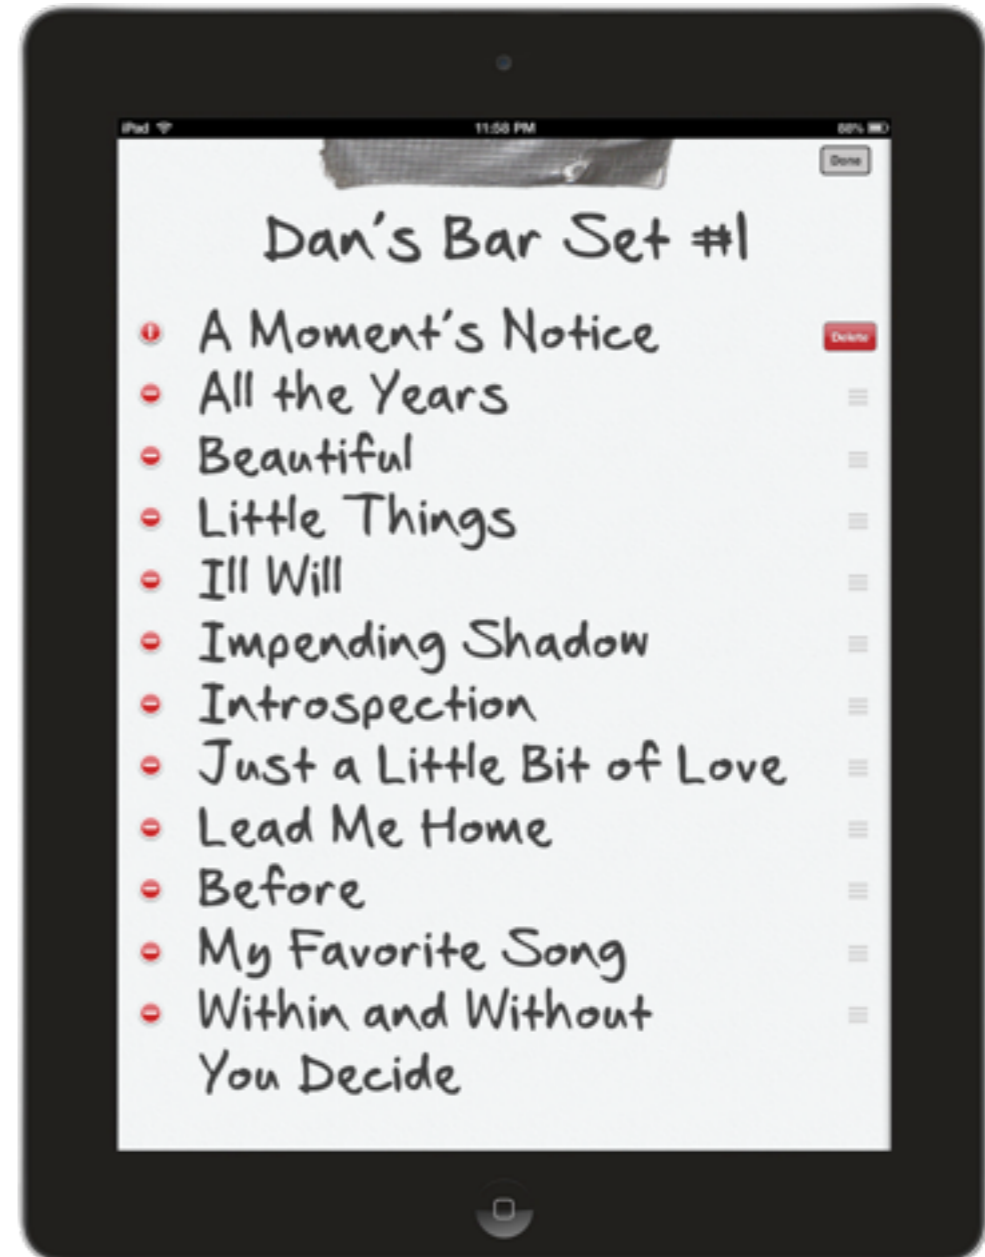 iPad 11:58 PM 88%
Done
Dan's Bar Set #1
A Moment's Notice Delete
All the Years
Beautiful
Little Things
Ill Will
Impending Shadow
Introspection
Just a Little Bit of Love
Lead Me Home
Before
My Favorite Song
Within and Without
You Decide